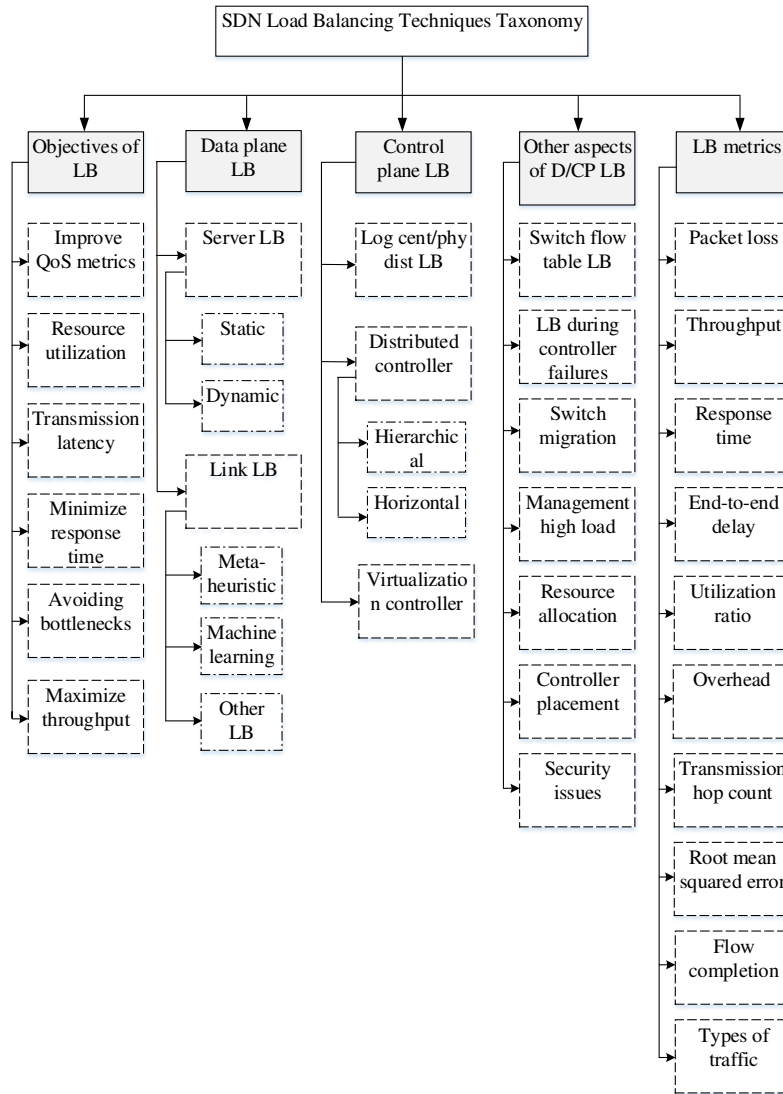 SDN Load Balancing Techniques Taxonomy
Objectives of
LB
Improve
QoS metrics
Resource
utilization
Transmission
latency
Minimize
response
time
Avoiding
bottlenecks
Maximize
throughput
Data plane
LB
Server LB
Static
Dynamic
Link LB
Meta-
heuristic
Machine
learning
Other
LB
Control
plane LB
Log cent/phy
dist LB
Distributed
controller
Hierarchic
al
Horizontal
Virtualizatio
n controller
Other aspects
of D/CP LB
Switch flow
table LB
LB during
controller
failures
Switch
migration
Management
high load
Resource
allocation
Controller
placement
Security
issues
LB metrics
Packet loss
Throughput
Response
time
End-to-end
delay
Utilization
ratio
Overhead
Transmission
hop count
Root mean
squared error
Flow
completion
Types of
traffic